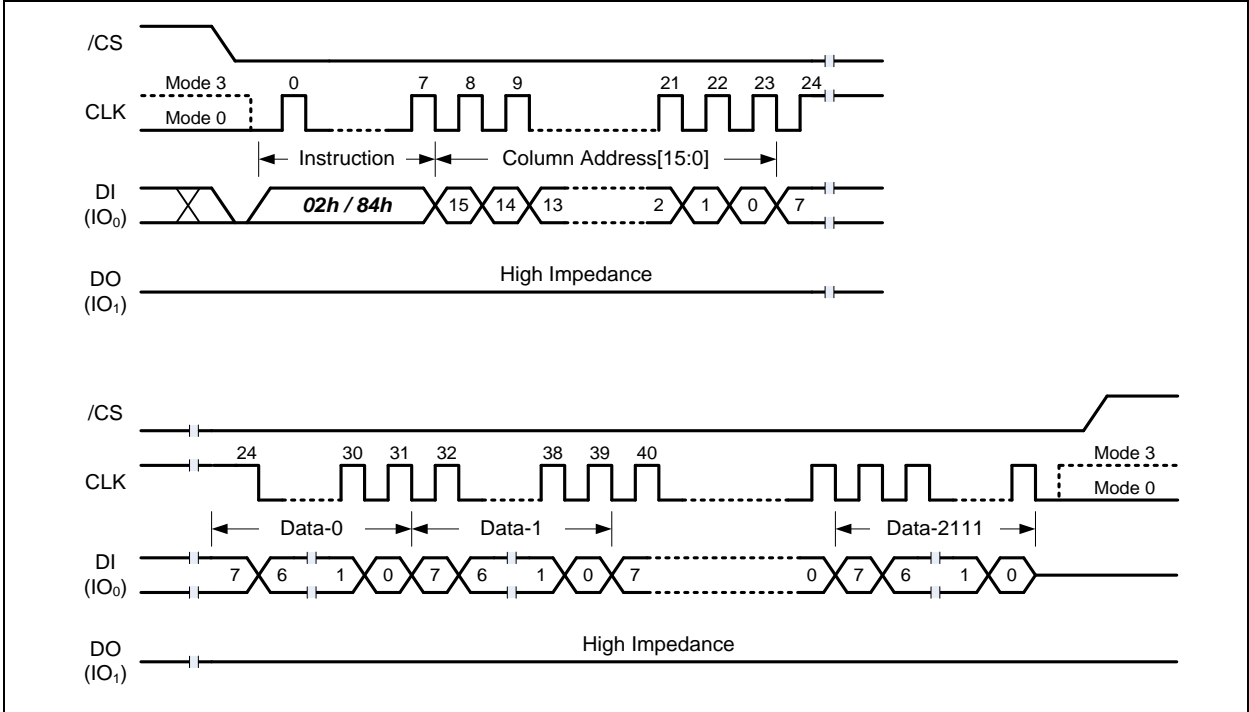 /CS
Mode 3 0 7 8 9 21 22 23 24
CLK
Mode 0
Instruction Column Address[15:0]
DI
(IO₀)
02h / 84h 15 14 13 2 1 0 7
High Impedance
DO
(IO₁)
/CS
24 30 31 32 38 39 40 Mode 3
CLK
Mode 0
Data-0 Data-1 Data-2111
DI
(IO₀)
7 6 1 0 7 6 1 0 7 0 7 6 1 0
High Impedance
DO
(IO₁)